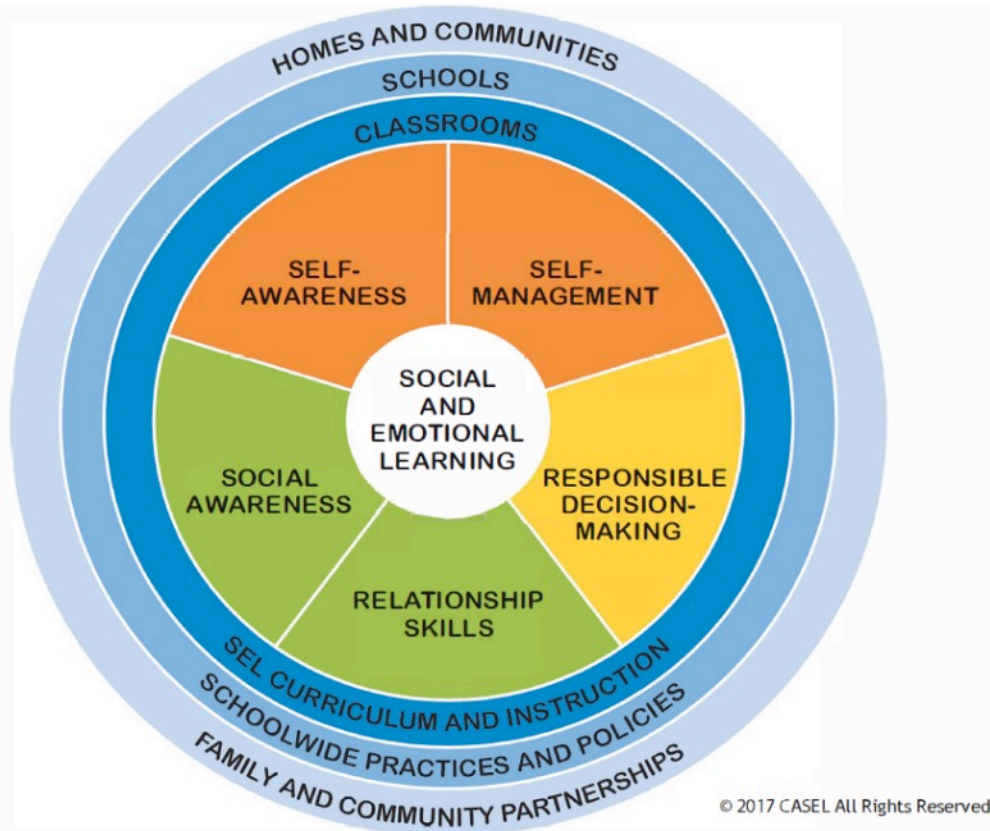 HOMES AND COMMUNITIES
SCHOOLS
CLASSROOMS
SELF-
AWARENESS
SELF-
MANAGEMENT
SOCIAL
AND
EMOTIONAL
LEARNING
SOCIAL
AWARENESS
RESPONSIBLE
DECISION-
MAKING
RELATIONSHIP
SKILLS
SEL CURRICULUM AND INSTRUCTION
SCHOOLWIDE PRACTICES AND POLICIES
FAMILY AND COMMUNITY PARTNERSHIPS
© 2017 CASEL All Rights Reserved